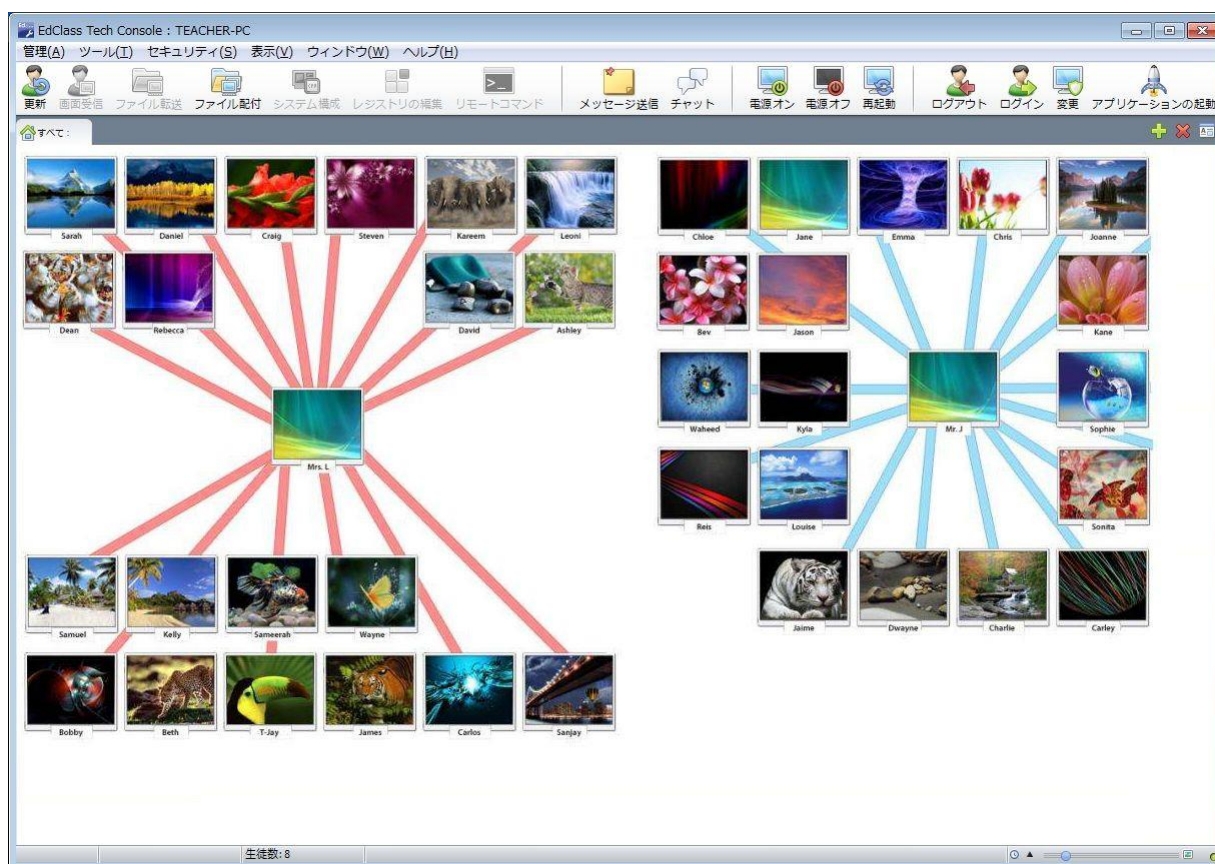 EdClass Tech Console : TEACHER-PC
管理(A) ツール(T) セキュリティ(S) 表示(V) ウィンドウ(W) ヘルプ(H)
更新 画面受信 ファイル転送 ファイル配付 システム構成 レジストリの編集 リモートコマンド メッセージ送信 チャット 電源オン 電源オフ 再起動 ログアウト ログイン 変更 アプリケーションの起動
すべて :
Sarah Daniel Craig Steven Kareem Leoni Chloe Jane Emma Chris Joanne
Dean Rebecca David Ashley Bev Jason Kane
Waheed Kyla Mr. J Sophie
Mrs. L
Reis Louise Sonita
Samuel Kelly Sameerah Wayne Jaime Dwayne Charlie Carley
Bobby Beth T-Jay James Carlos Sanjay
生徒数: 8